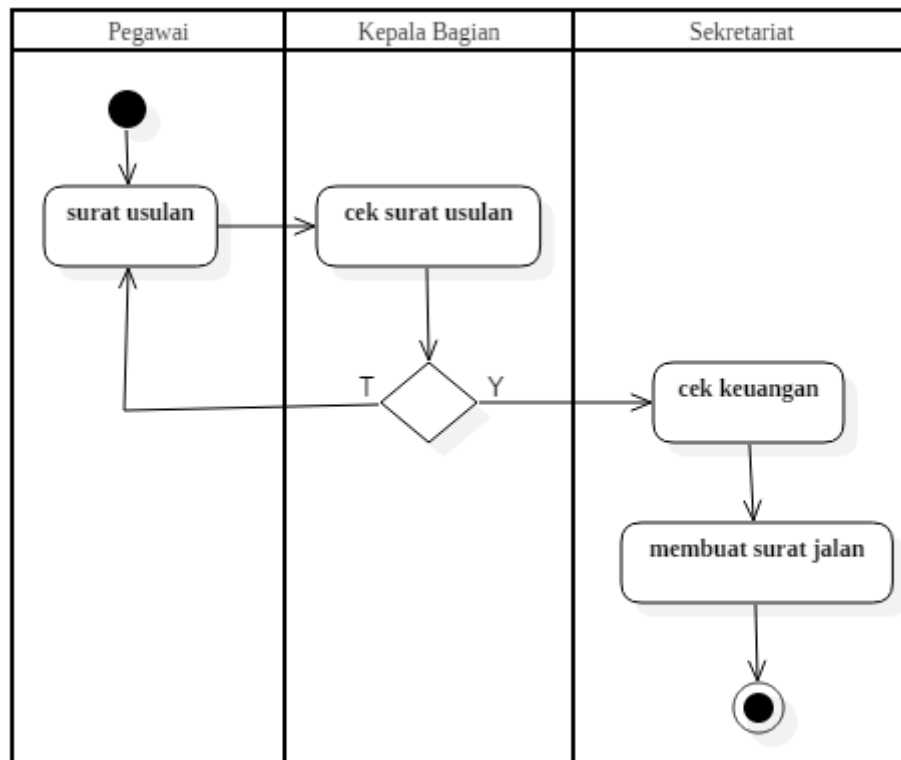 Pegawai
Kepala Bagian
Sekretariat
surat usulan
cek surat usulan
T
Y
cek keuangan
membuat surat jalan